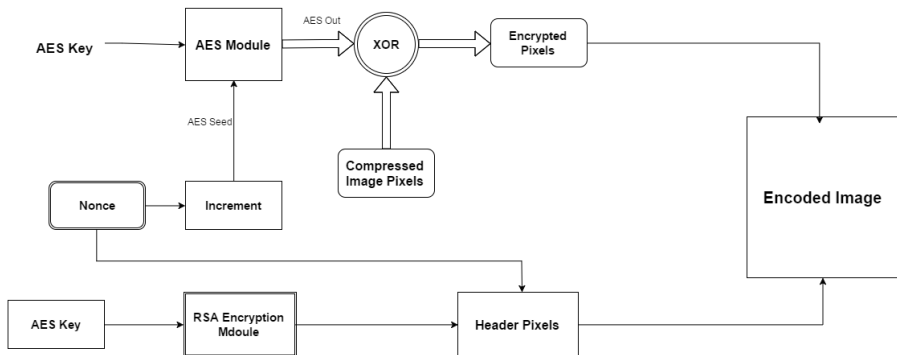 AES Out
AES Key
AES Module
XOR
Encrypted
Pixels
AES Seed
Compressed
Image Pixels
Nonce
Increment
Encoded Image
AES Key
RSA Encryption
Mdoule
Header Pixels